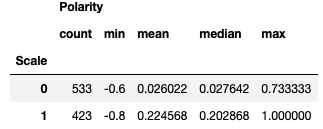 Polarity
count min mean median max
Scale
0 533 -0.6 0.026022 0.027642 0.733333
1 423 -0.8 0.224568 0.202868 1.000000